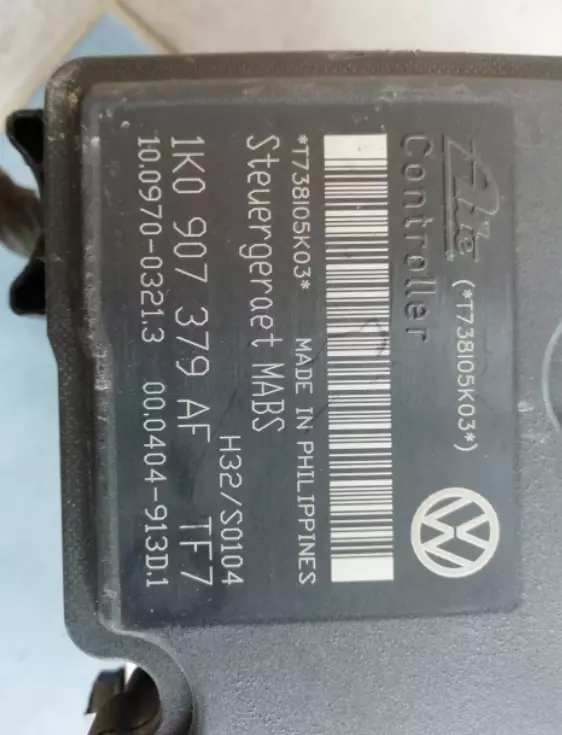 Ate (*T738I05K03*)
Controller
*T738I05K03* MADE IN PHILIPPINES
Steuergeraet MABS
H32/S0104
1K0 907 379 AF TF7
10.0970-0321.3 00.0404-913D.1